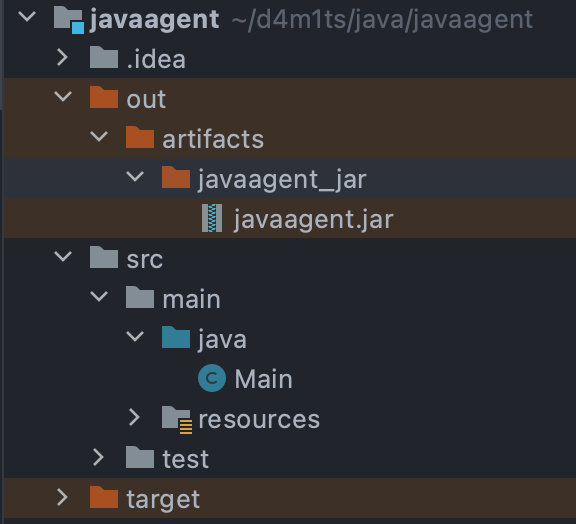 javaagent ~/d4m1ts/java/javaagent
.idea
out
artifacts
javaagent_jar
javaagent.jar
src
main
java
C Main
resources
test
target